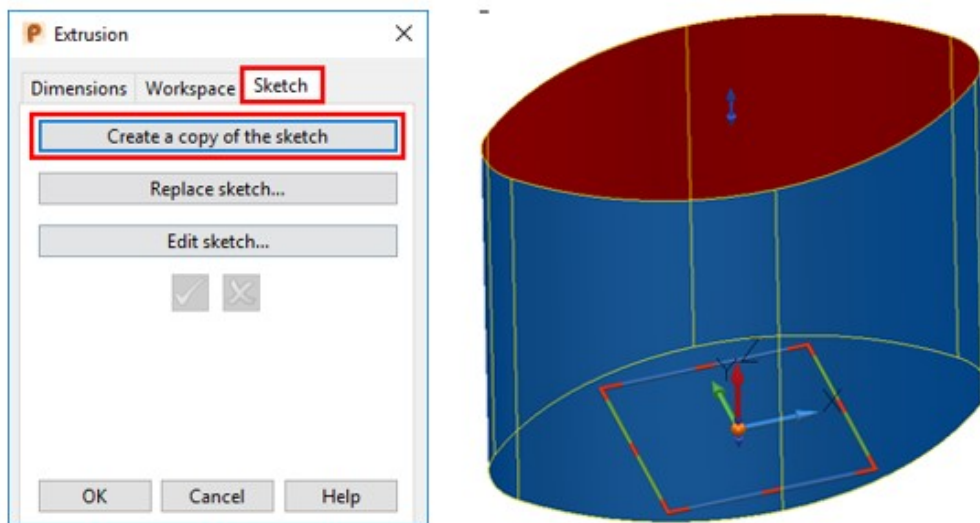 P Extrusion
Dimensions Workspace Sketch
Create a copy of the sketch
Replace sketch...
Edit sketch...
OK Cancel Help
Y Z
X